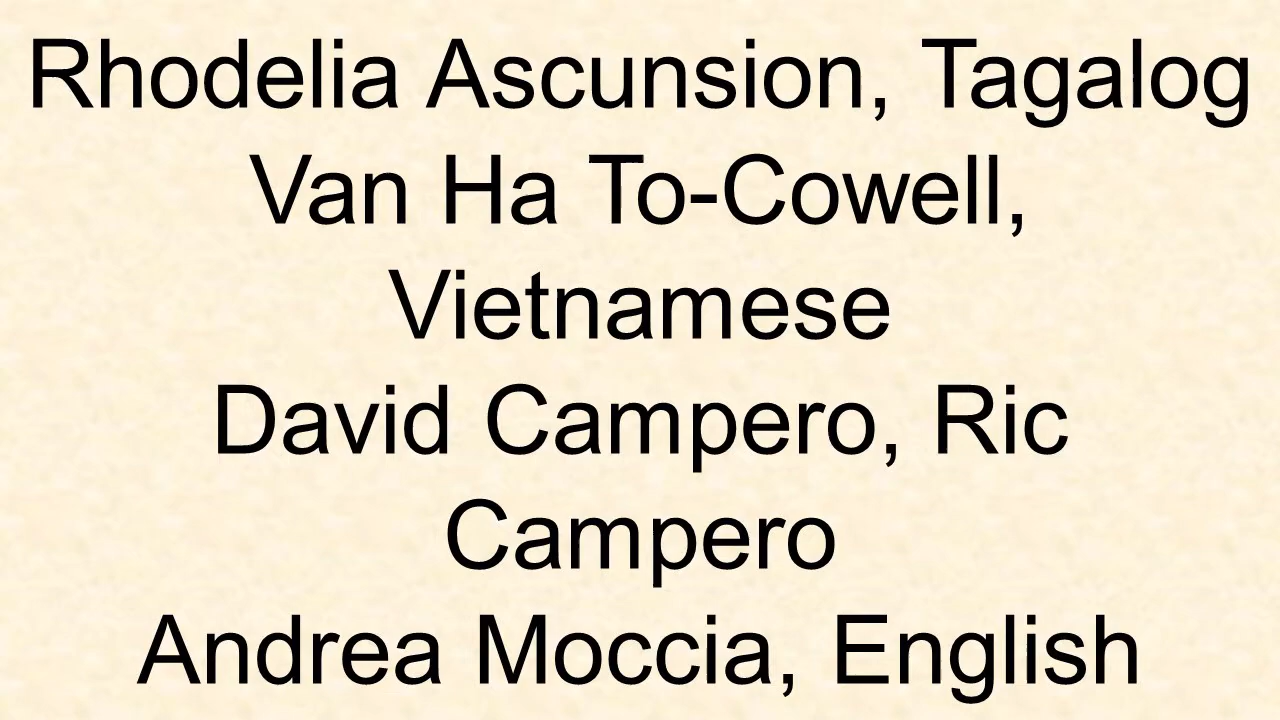 Rhodelia Ascunsion, Tagalog
Van Ha To-Cowell,
Vietnamese
David Campero, Ric
Campero
Andrea Moccia, English